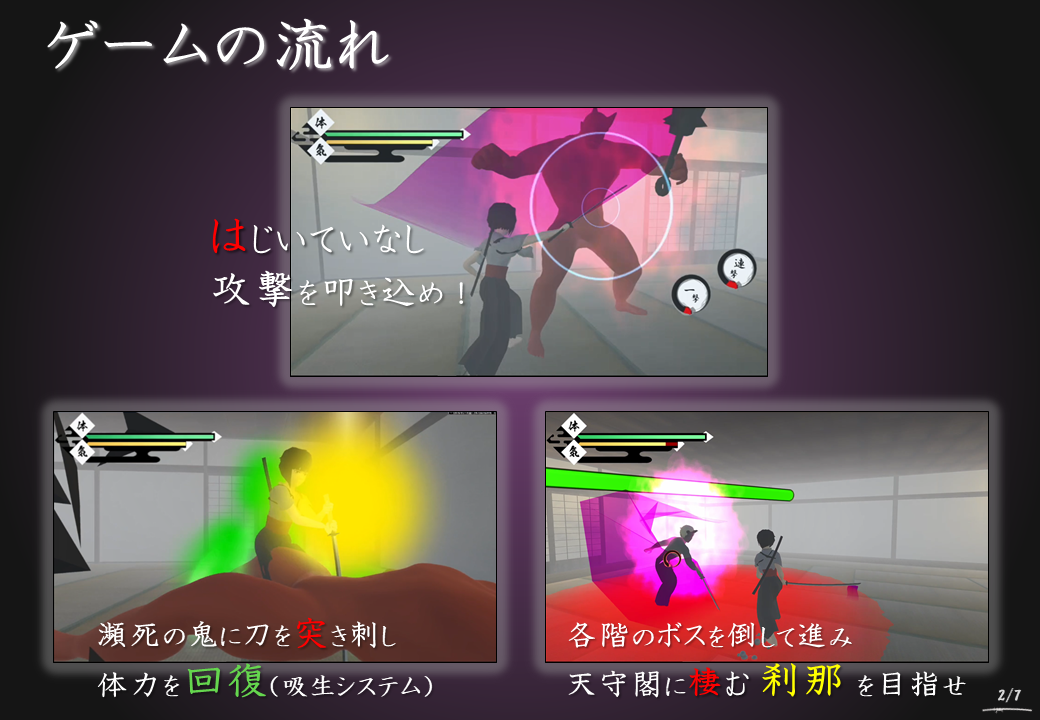 ゲームの流れ
体
氣
はじいていなし
攻撃を叩き込め！
連撃
一撃
体
氣
瀕死の鬼に刀を突き刺し
体力を回復(吸生システム)
体
氣
各階のボスを倒して進み
天守閣に棲む 刹那 を目指せ
2/7